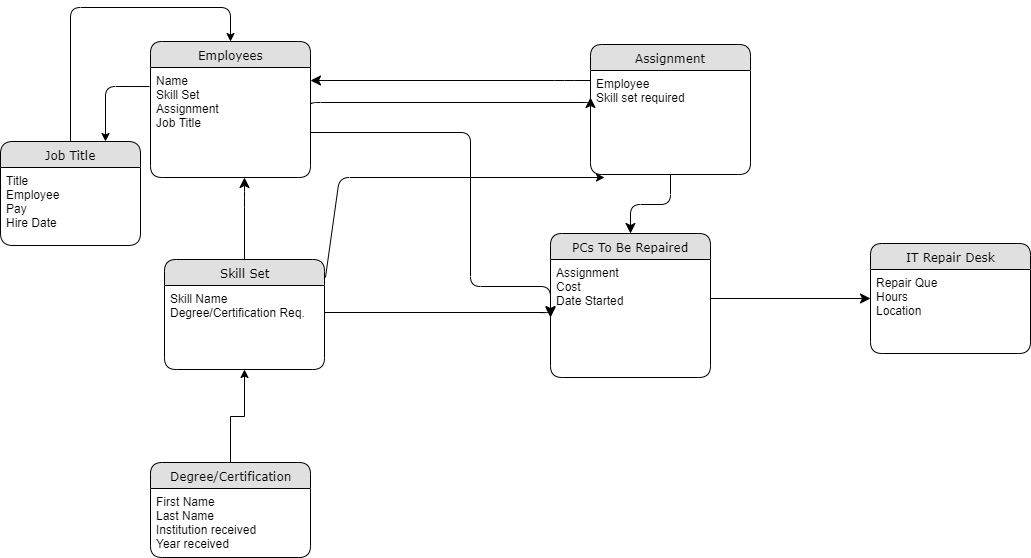 Employees
Name
Skill Set
Assignment
Job Title
Assignment
Employee
Skill set required
Job Title
Title
Employee
Pay
Hire Date
Skill Set
Skill Name
Degree/Certification Req.
PCs To Be Repaired
Assignment
Cost
Date Started
IT Repair Desk
Repair Que
Hours
Location
Degree/Certification
First Name
Last Name
Institution received
Year received